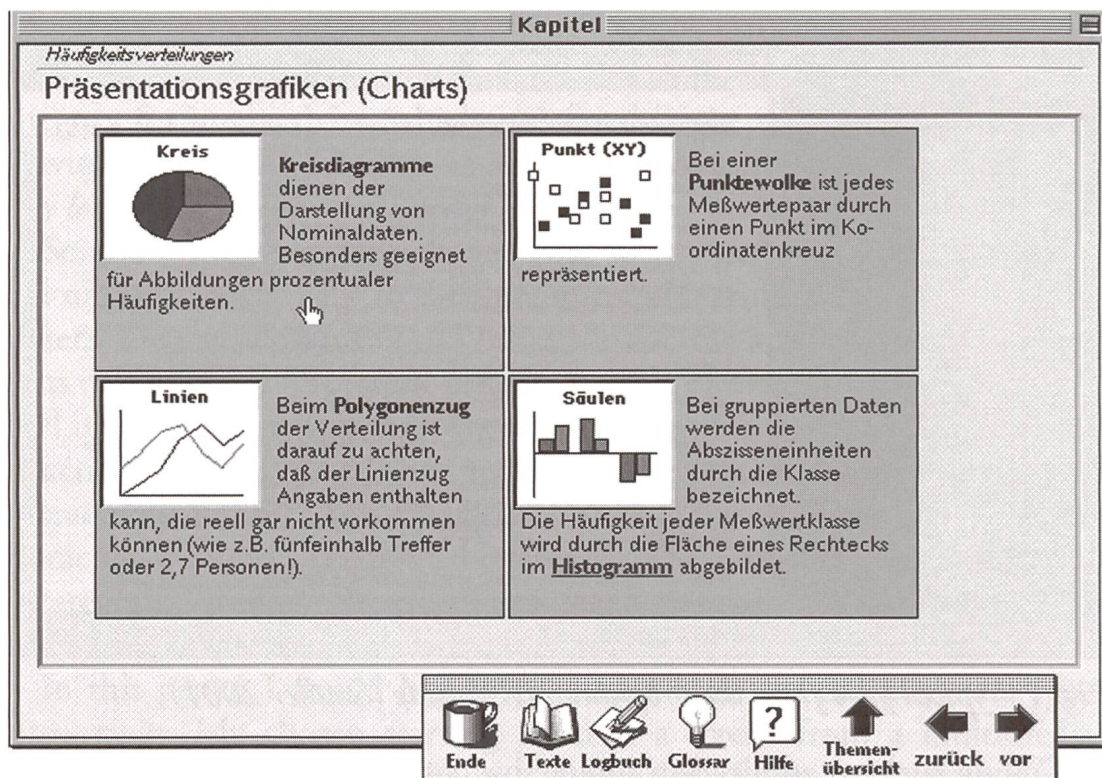 Kapitel
Häufigkeitsverteilungen
Präsentationsgrafiken (Charts)
Kreis
Kreisdiagramme
dienen der
Darstellung von
Nominaldaten.
Besonders geeignet
für Abbildungen prozentualer
Häufigkeiten.
Punkt (XY)
Bei einer
Punktewolke ist jedes
Meßwertepaar durch
einen Punkt im Ko-
ordinatenkreuz
repräsentiert.
Linien
Beim Polygonenzug
der Verteilung ist
darauf zu achten,
daß der Linienzug
Angaben enthalten
kann, die reell gar nicht vorkommen
können (wie z.B. fünfeinhalb Treffer
oder 2,7 Personen!).
Säulen
Bei gruppierten Daten
werden die
Abszisseneinheiten
durch die Klasse
bezeichnet.
Die Häufigkeit jeder Meßwertklasse
wird durch die Fläche eines Rechtecks
im Histogramm abgebildet.
Ende
Texte
Logbuch
Glossar
?
Hilfe
Themen-
übersicht
zurück
vor